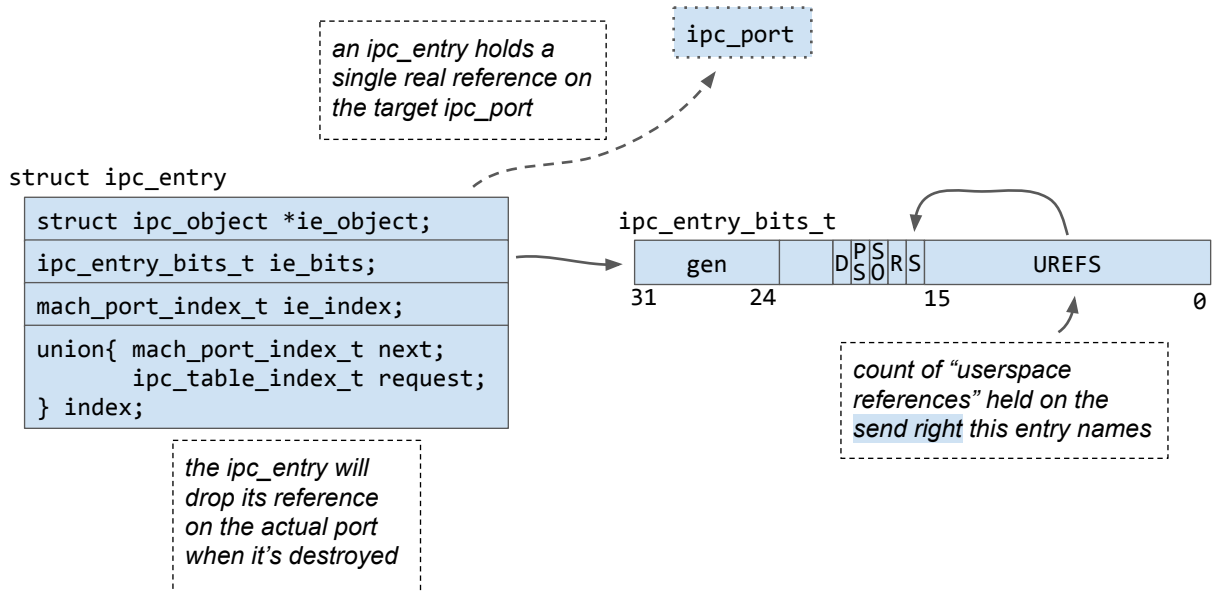 an ipc_entry holds a
single real reference on
the target ipc_port
ipc_port
struct ipc_entry
struct ipc_object *ie_object;
ipc_entry_bits_t ie_bits;
mach_port_index_t ie_index;
union{ mach_port_index_t next;
ipc_table_index_t request;
} index;
the ipc_entry will
drop its reference
on the actual port
when it's destroyed
ipc_entry_bits_t
gen D PS SO R S UREFS
31 24 15 0
count of “userspace
references” held on the
send right this entry names